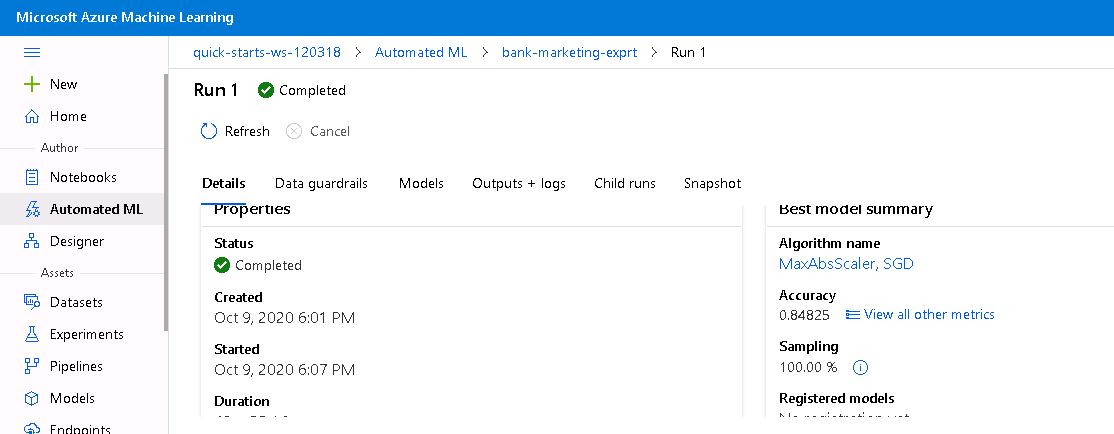 Microsoft Azure Machine Learning
quick-starts-ws-120318 > Automated ML > bank-marketing-exprt > Run 1
New
Home
Author
Notebooks
Automated ML
Designer
Assets
Datasets
Experiments
Pipelines
Models
Endpoints
Run 1 Completed
Refresh Cancel
Details Data guardrails Models Outputs + logs Child runs Snapshot
Properties
Status
Completed
Created
Oct 9, 2020 6:01 PM
Started
Oct 9, 2020 6:07 PM
Duration
Best model summary
Algorithm name
MaxAbsScaler, SGD
Accuracy
0.84825 View all other metrics
Sampling
100.00 %
Registered models